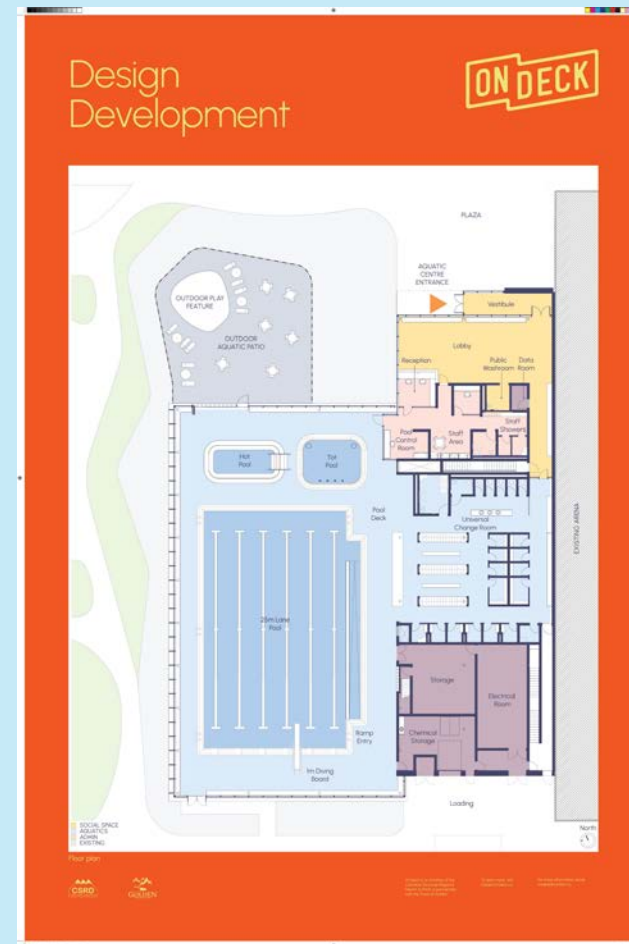 Design
Development
ON DECK
PLAZA
AQUATIC
CENTRE
ENTRANCE
Vestibule
OUTDOOR PLAY
FEATURE
OUTDOOR
AQUATIC PATIO
Lobby
Reception
Public
Washroom
Data
Room
Pool
Control
Room
Staff
Area
Staff
Showers
Hot
Pool
Tot
Pool
Pool
Deck
Universal
Change Room
EXISTING ARENA
25m Lane
Pool
Storage
Electrical
Room
Chemical
Storage
Ramp
Entry
1m Diving
Board
Loading
SOCIAL SPACE
AQUATICS
ADMIN
EXISTING
North
Floor plan
CSRD
GOLDEN